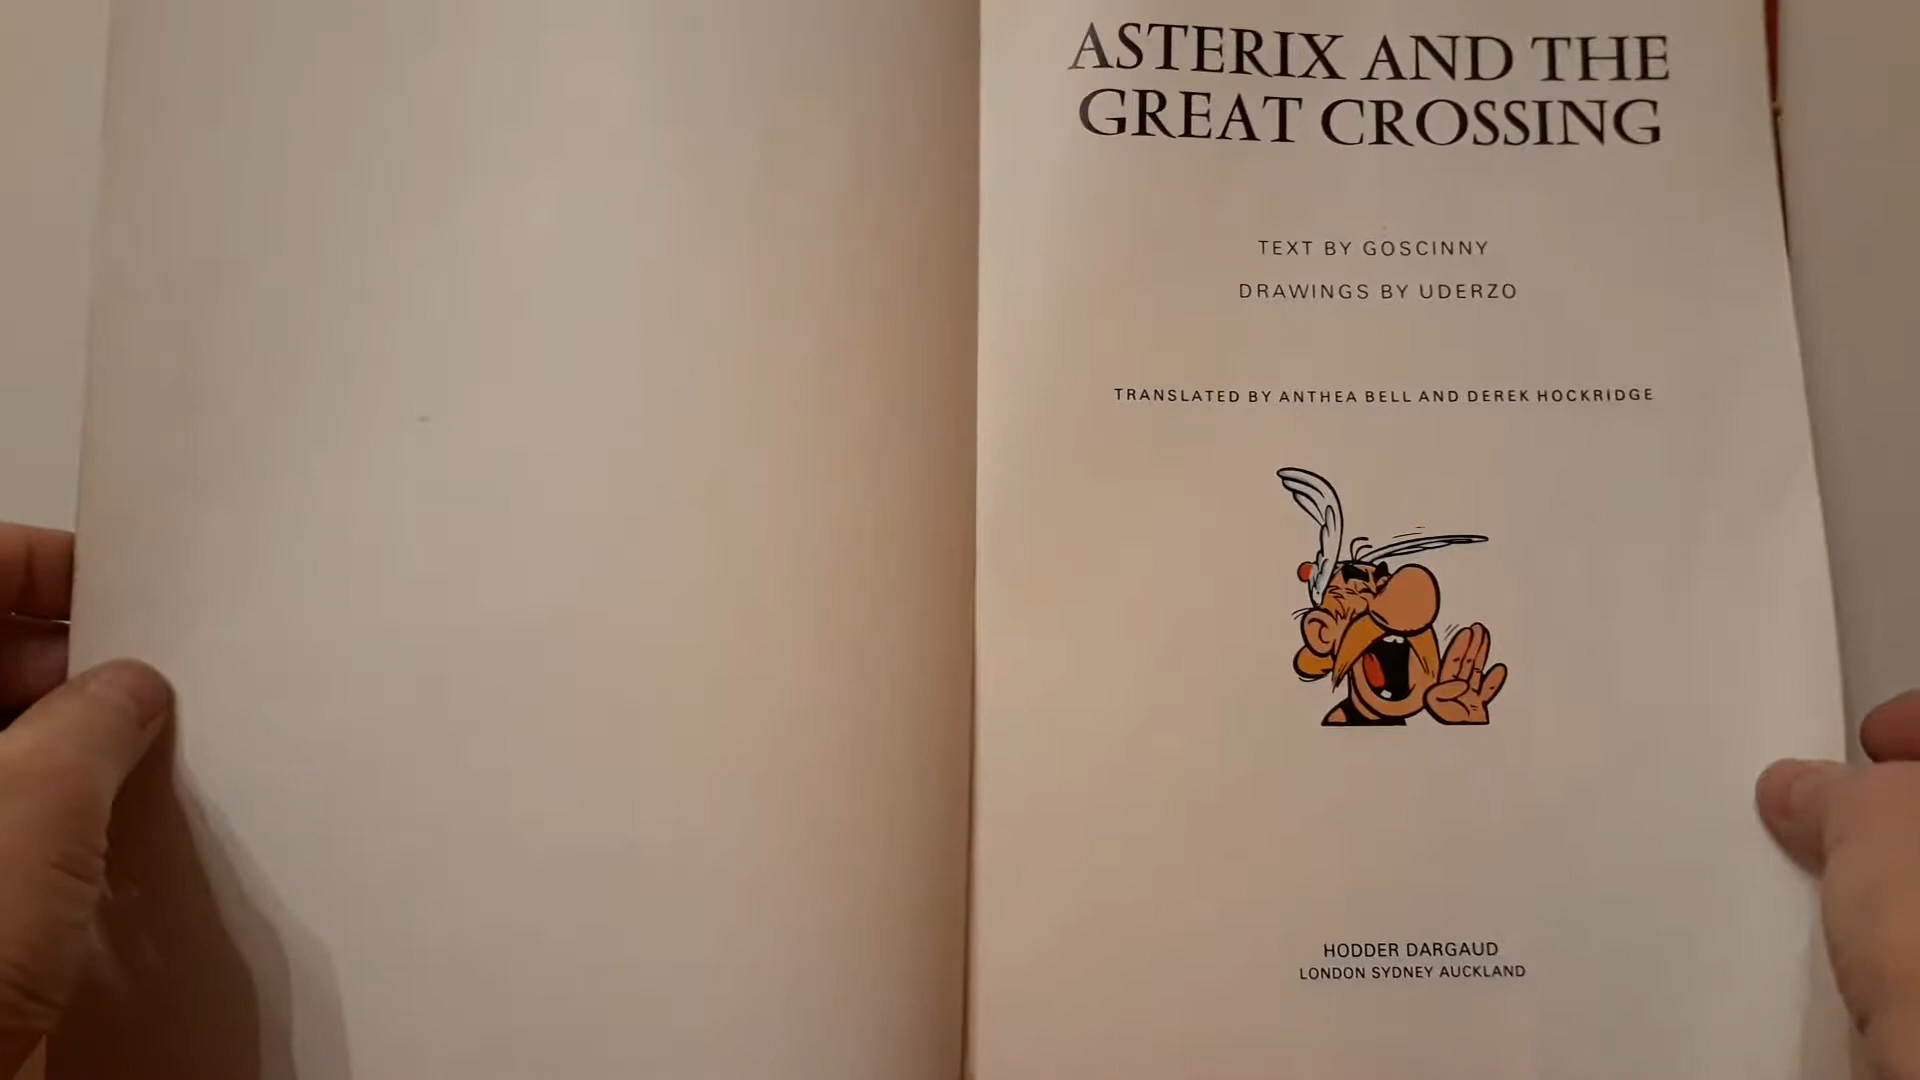 ASTERIX AND THE
GREAT CROSSING
TEXT BY GOSCINNY
DRAWINGS BY UDERZO
TRANSLATED BY ANTHEA BELL AND DEREK HOCKRIDGE
HODDER DARGAUD
LONDON SYDNEY AUCKLAND